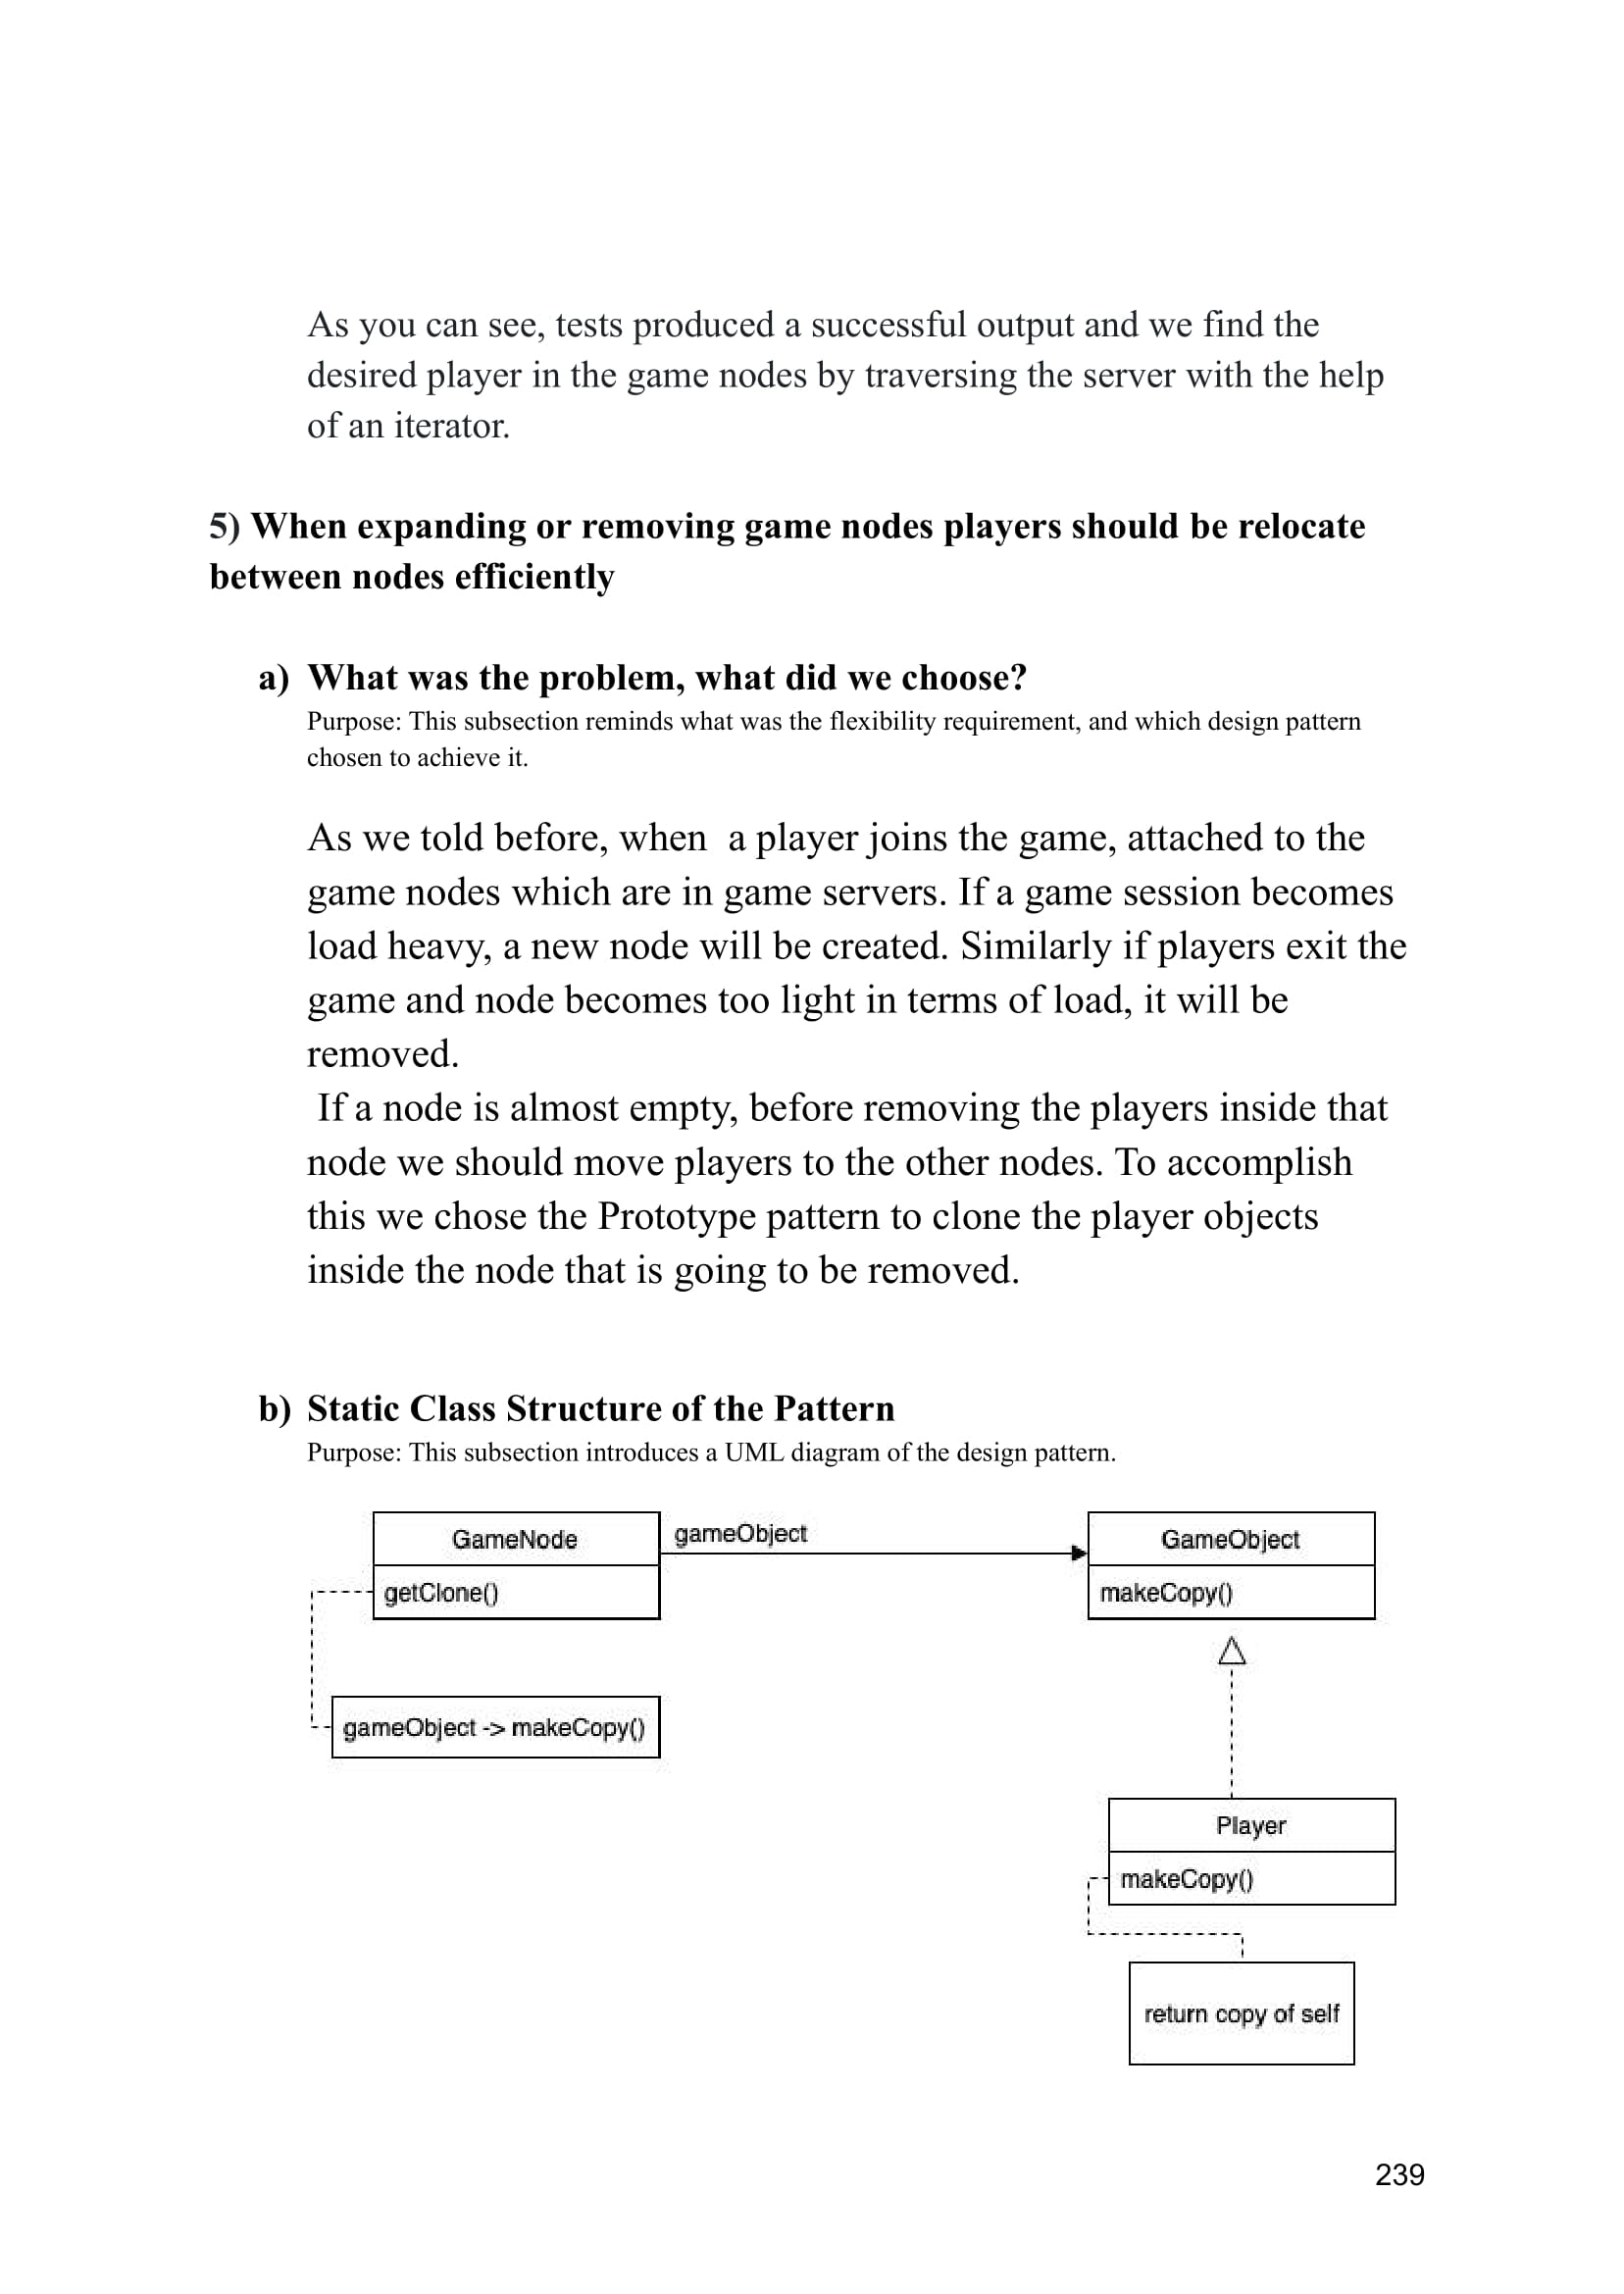 As you can see, tests produced a successful output and we find the
desired player in the game nodes by traversing the server with the help
of an iterator.
5) When expanding or removing game nodes players should be relocate
between nodes efficiently
a) What was the problem, what did we choose?
Purpose: This subsection reminds what was the flexibility requirement, and which design pattern
chosen to achieve it.
As we told before, when  a player joins the game, attached to the
game nodes which are in game servers. If a game session becomes
load heavy, a new node will be created. Similarly if players exit the
game and node becomes too light in terms of load, it will be
removed.
If a node is almost empty, before removing the players inside that
node we should move players to the other nodes. To accomplish
this we chose the Prototype pattern to clone the player objects
inside the node that is going to be removed.
b) Static Class Structure of the Pattern
Purpose: This subsection introduces a UML diagram of the design pattern.
GameNode
gameObject
GameObject
getClone()
makeCopy()
gameObject -> makeCopy()
Player
makeCopy()
return copy of self
239